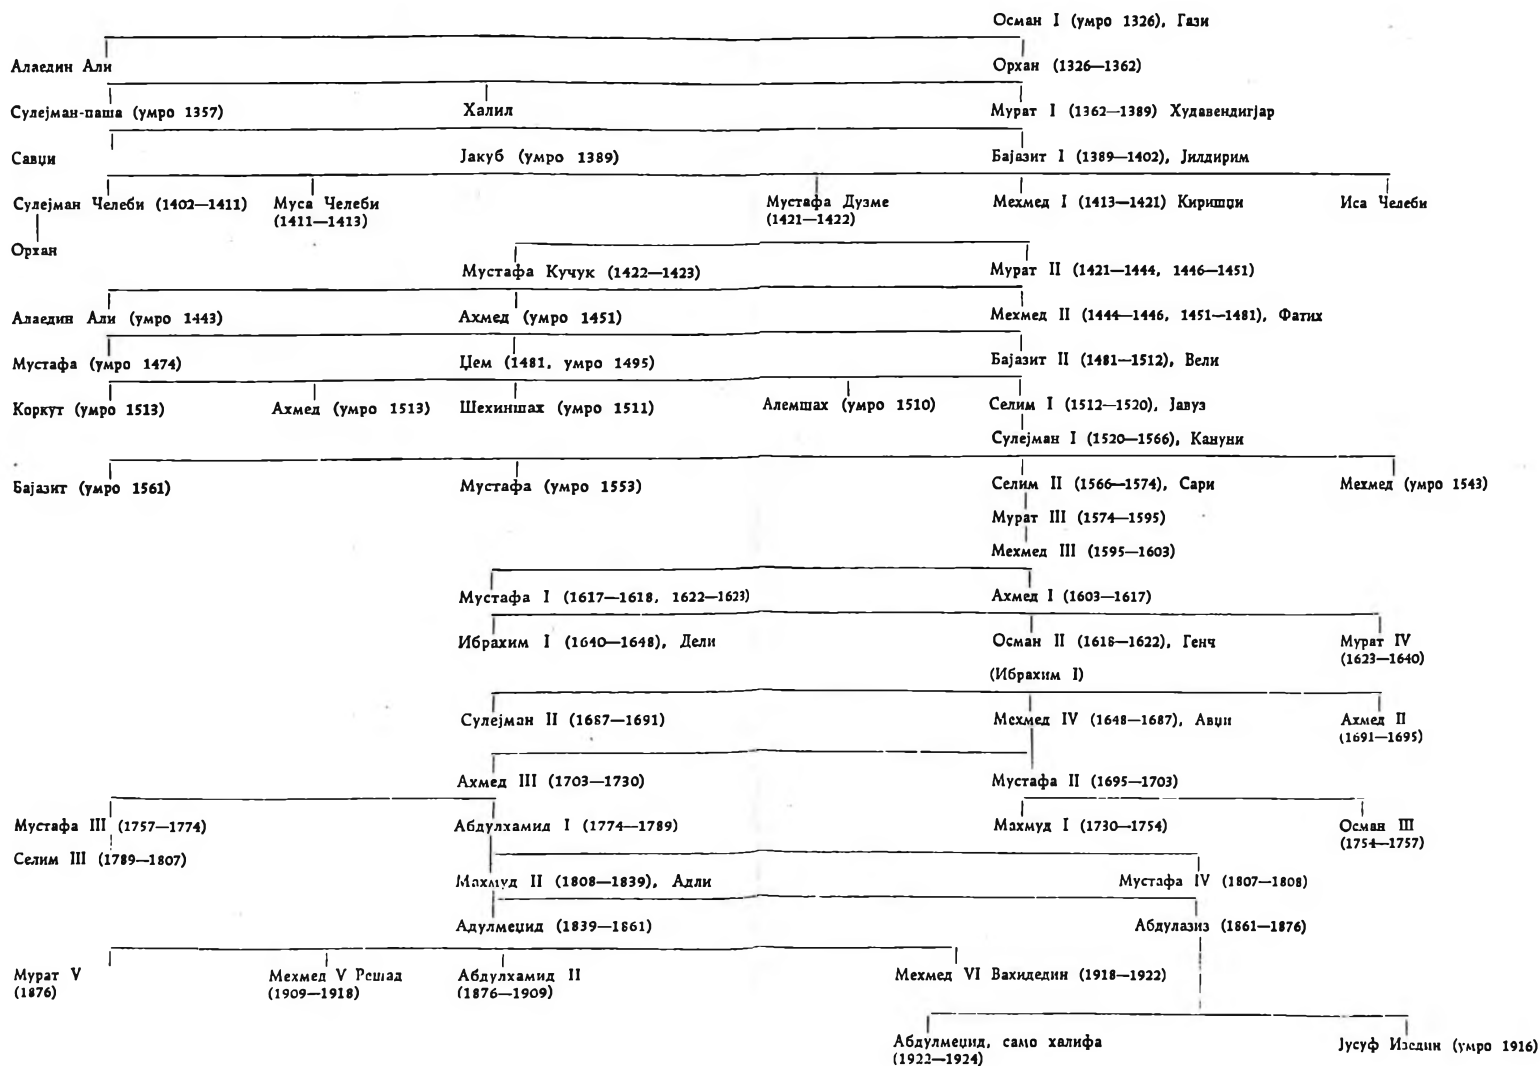 Осман I (умро 1326), Гази
Алаедин Али
Орхан (1326—1362)
Сулејман-паша (умро 1357)
Халил
Мурат I (1362—1389) Худавендигјар
Савџи
Јакуб (умро 1389)
Бајазит I (1389—1402), Јилдирим
Сулејман Челеби (1402—1411)
Муса Челеби
(1411—1413)
Мустафа Дузме
(1421—1422)
Мехмед I (1413—1421) Киришџи
Иса Челеби
Орхан
Мустафа Кучук (1422—1423)
Мурат II (1421—1444, 1446—1451)
Алаедин Али (умро 1443)
Ахмед (умро 1451)
Мехмед II (1444—1446, 1451—1481), Фатих
Мустафа (умро 1474)
Џем (1481, умро 1495)
Бајазит II (1481—1512), Вели
Коркут (умро 1513)
Ахмед (умро 1513)
Шехиншах (умро 1511)
Алемшах (умро 1510)
Селим I (1512—1520), Јавуз
Сулејман I (1520—1566), Кануни
Бајазит (умро 1561)
Мустафа (умро 1553)
Селим II (1566—1574), Сари
Мехмед (умро 1543)
Мурат III (1574—1595)
Мехмед III (1595—1603)
Мустафа I (1617—1618, 1622—1623)
Ахмед I (1603—1617)
Ибрахим I (1640—1648), Дели
Осман II (1618—1622), Генч
Мурат IV
(1623—1640)
(Ибрахим I)
Сулејман II (1687—1691)
Мехмед IV (1648—1687), Авџи
Ахмед II
(1691—1695)
Ахмед III (1703—1730)
Мустафа II (1695—1703)
Мустафа III (1757—1774)
Абдулхамид I (1774—1789)
Махмуд I (1730—1754)
Осман III
(1754—1757)
Селим III (1789—1807)
Махмуд II (1808—1839), Адли
Мустафа IV (1807—1808)
Адулмеџид (1839—1861)
Абдулазиз (1861—1876)
Мурат V
(1876)
Мехмед V Решад
(1909—1918)
Абдулхамид II
(1876—1909)
Мехмед VI Вахидедин (1918—1922)
Абдулмеџид, само халифа
(1922—1924)
Јусуф Изедин (умро 1916)